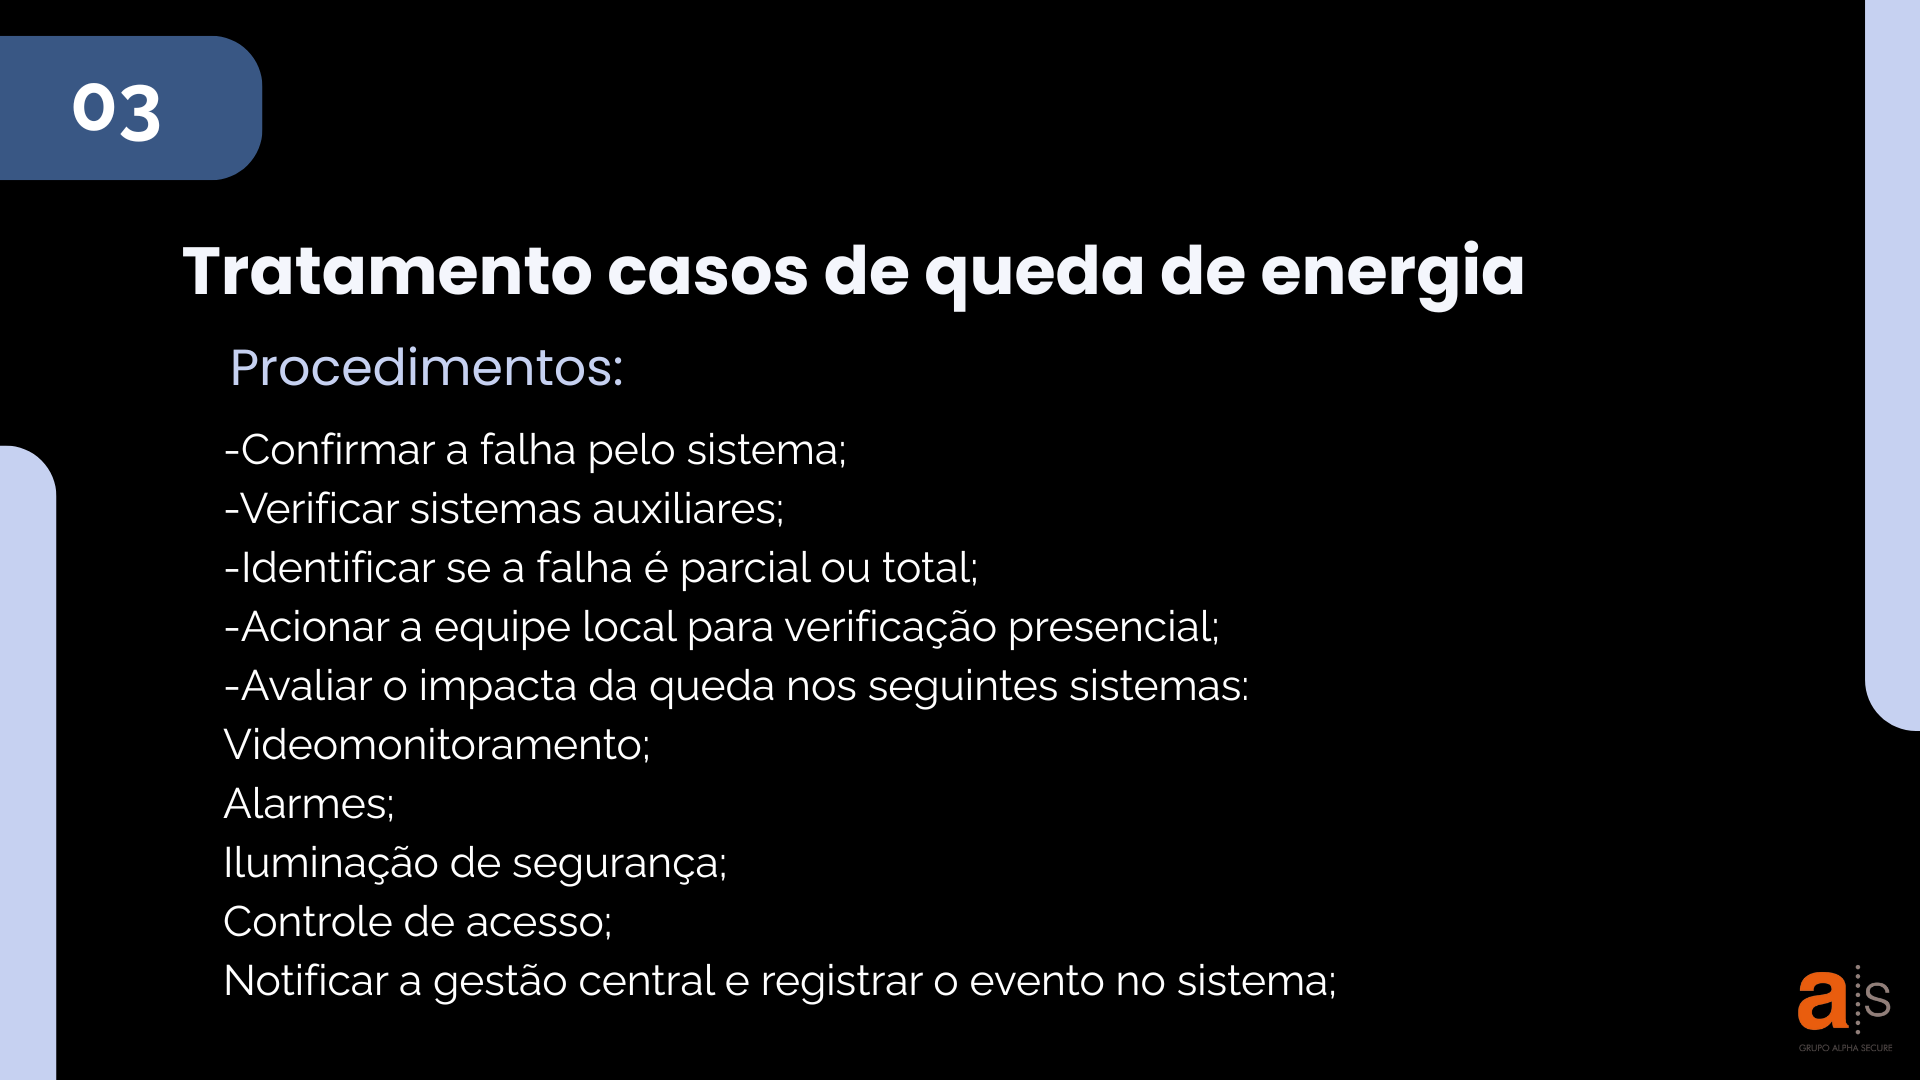 03
Tratamento casos de queda de energia
Procedimentos:
-Confirmar a falha pelo sistema;
-Verificar sistemas auxiliares;
-Identificar se a falha é parcial ou total;
-Acionar a equipe local para verificação presencial;
-Avaliar o impacta da queda nos seguintes sistemas:
Videomonitoramento;
Alarmes;
Iluminação de segurança;
Controle de acesso;
Notificar a gestão central e registrar o evento no sistema;
a s
GRUPO ALPHA SECURE